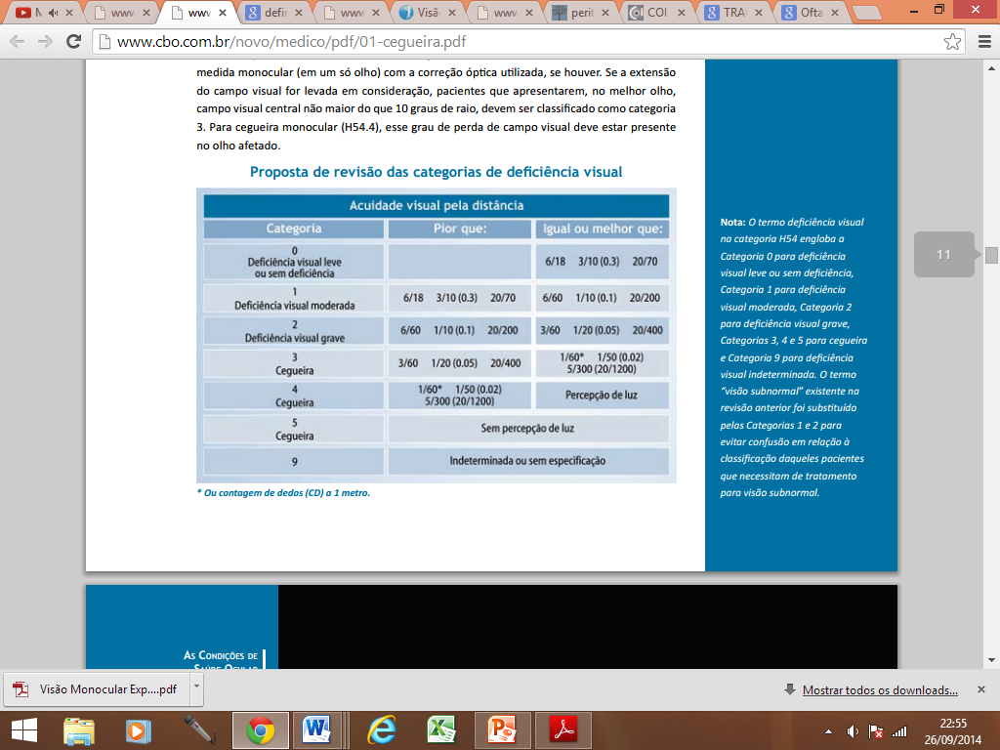 M
www
www
defir
www
Visã
www
perit
COI
TRA
Ofta
www.cbo.com.br/novo/medico/pdf/01-cegueira.pdf
medida monocular (em um só olho) com a correção óptica utilizada, se houver. Se a extensão
do campo visual for levada em consideração, pacientes que apresentarem, no melhor olho,
campo visual central não maior do que 10 graus de raio, devem ser classificado como categoria
3. Para cegueira monocular (H54.4), esse grau de perda de campo visual deve estar presente
no olho afetado.
Proposta de revisão das categorias de deficiência visual
Acuidade visual pela distância
Categoria Pior que: Igual ou melhor que:
0
Deficiência visual leve
ou sem deficiência
6/18 3/10 (0.3) 20/70
1
Deficiência visual moderada
6/18 3/10 (0.3) 20/70
6/60 1/10 (0.1) 20/200
2
Deficiência visual grave
6/60 1/10 (0.1) 20/200
3/60 1/20 (0.05) 20/400
3
Cegueira
3/60 1/20 (0.05) 20/400
1/60* 1/50 (0.02)
5/300 (20/1200)
4
Cegueira
1/60* 1/50 (0.02)
5/300 (20/1200)
Percepção de luz
5
Cegueira
Sem percepção de luz
9
Indeterminada ou sem especificação
* Ou contagem de dedos (CD) a 1 metro.
Nota: O termo deficiência visual
na categoria H54 engloba a
Categoria 0 para deficiência
visual leve ou sem deficiência,
Categoria 1 para deficiência
visual moderada, Categoria 2
para deficiência visual grave,
Categorias 3, 4 e 5 para cegueira
e Categoria 9 para deficiência
visual indeterminada. O termo
“visão subnormal” existente na
revisão anterior foi substituído
pelas Categorias 1 e 2 para
evitar confusão em relação à
classificação daqueles pacientes
que necessitam de tratamento
para visão subnormal.
11
As Condições de
Saúde Ocular
Visão Monocular Exp....pdf
Mostrar todos os downloads...
22:55
26/09/2014